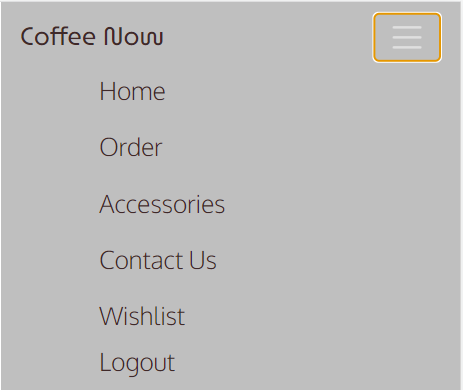 Coffee Now
Home
Order
Accessories
Contact Us
Wishlist
Logout